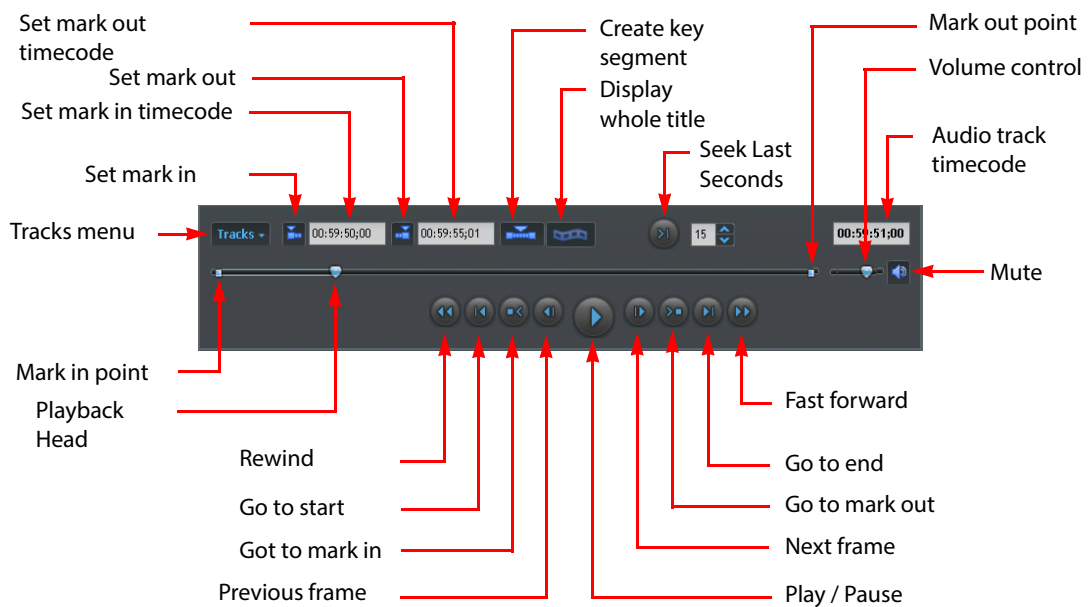 Set mark out
timecode
Set mark out
Set mark in timecode
Set mark in
Tracks menu
Create key
segment
Display
whole title
Seek Last
Seconds
Mark out point
Volume control
Audio track
timecode
Tracks
00:59:50;00
00:59:55;01
15
00:59:51;00
Mute
Mark in point
Playback
Head
Rewind
Go to start
Got to mark in
Previous frame
Fast forward
Go to end
Go to mark out
Next frame
Play / Pause